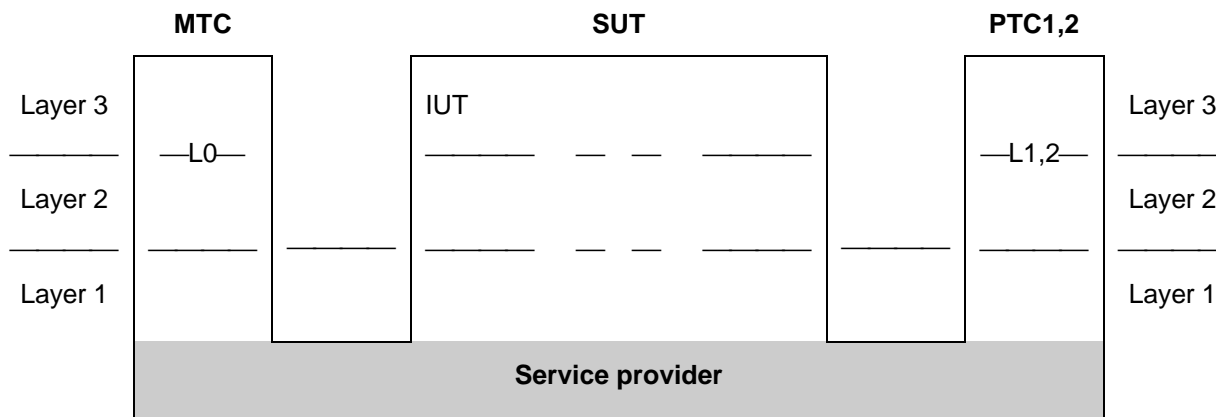 MTC SUT PTC1,2
Layer 3 IUT Layer 3
L0 L1,2
Layer 2 Layer 2
Layer 1 Layer 1
Service provider